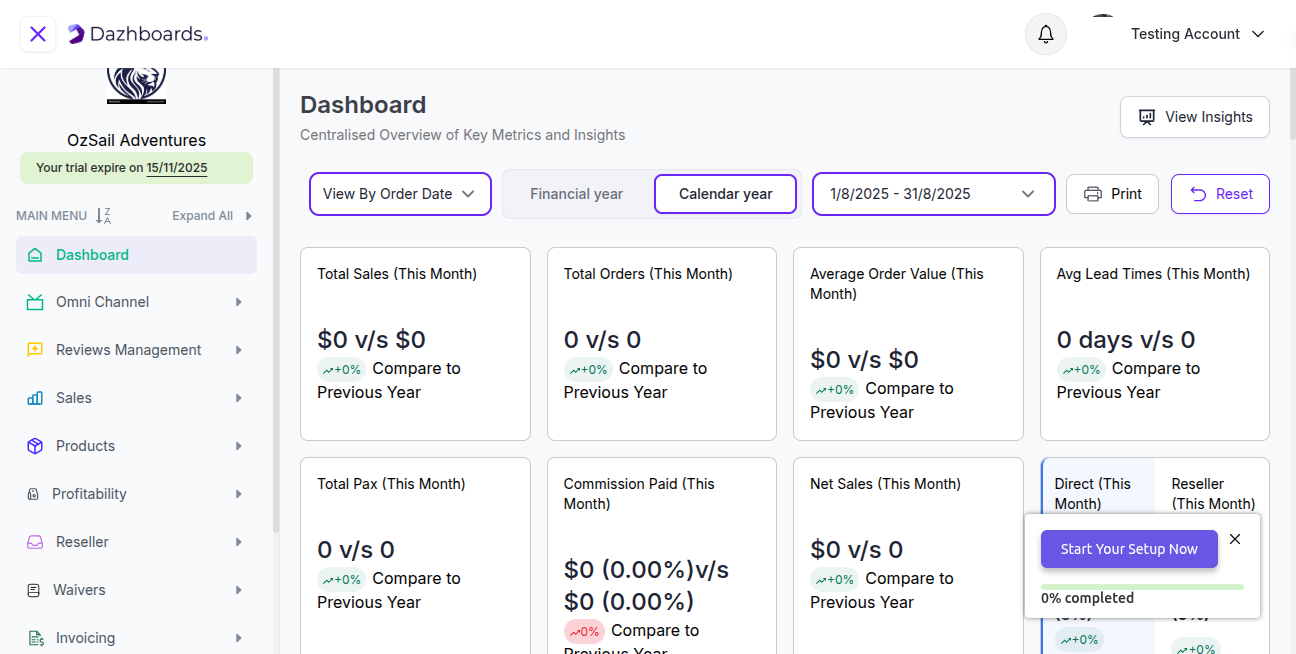 Dazhboards.
Testing Account
OzSail Adventures
Your trial expire on 15/11/2025
MAIN MENU
Expand All
Dashboard
Omni Channel
Reviews Management
Sales
Products
Profitability
Reseller
Waivers
Invoicing
Dashboard
Centralised Overview of Key Metrics and Insights
View Insights
View By Order Date
Financial year
Calendar year
1/8/2025 - 31/8/2025
Print
Reset
Total Sales (This Month)
$0 v/s $0
+0% Compare to
Previous Year
Total Orders (This Month)
0 v/s 0
+0% Compare to
Previous Year
Average Order Value (This
Month)
$0 v/s $0
+0% Compare to
Previous Year
Avg Lead Times (This Month)
0 days v/s 0
+0% Compare to
Previous Year
Total Pax (This Month)
0 v/s 0
+0% Compare to
Previous Year
Commission Paid (This
Month)
$0 (0.00%)v/s
$0 (0.00%)
0% Compare to
Previous Year
Net Sales (This Month)
$0 v/s 0
+0% Compare to
Previous Year
Direct (This
Month)
+0%
Reseller
(This Month)
+0%
Start Your Setup Now
0% completed